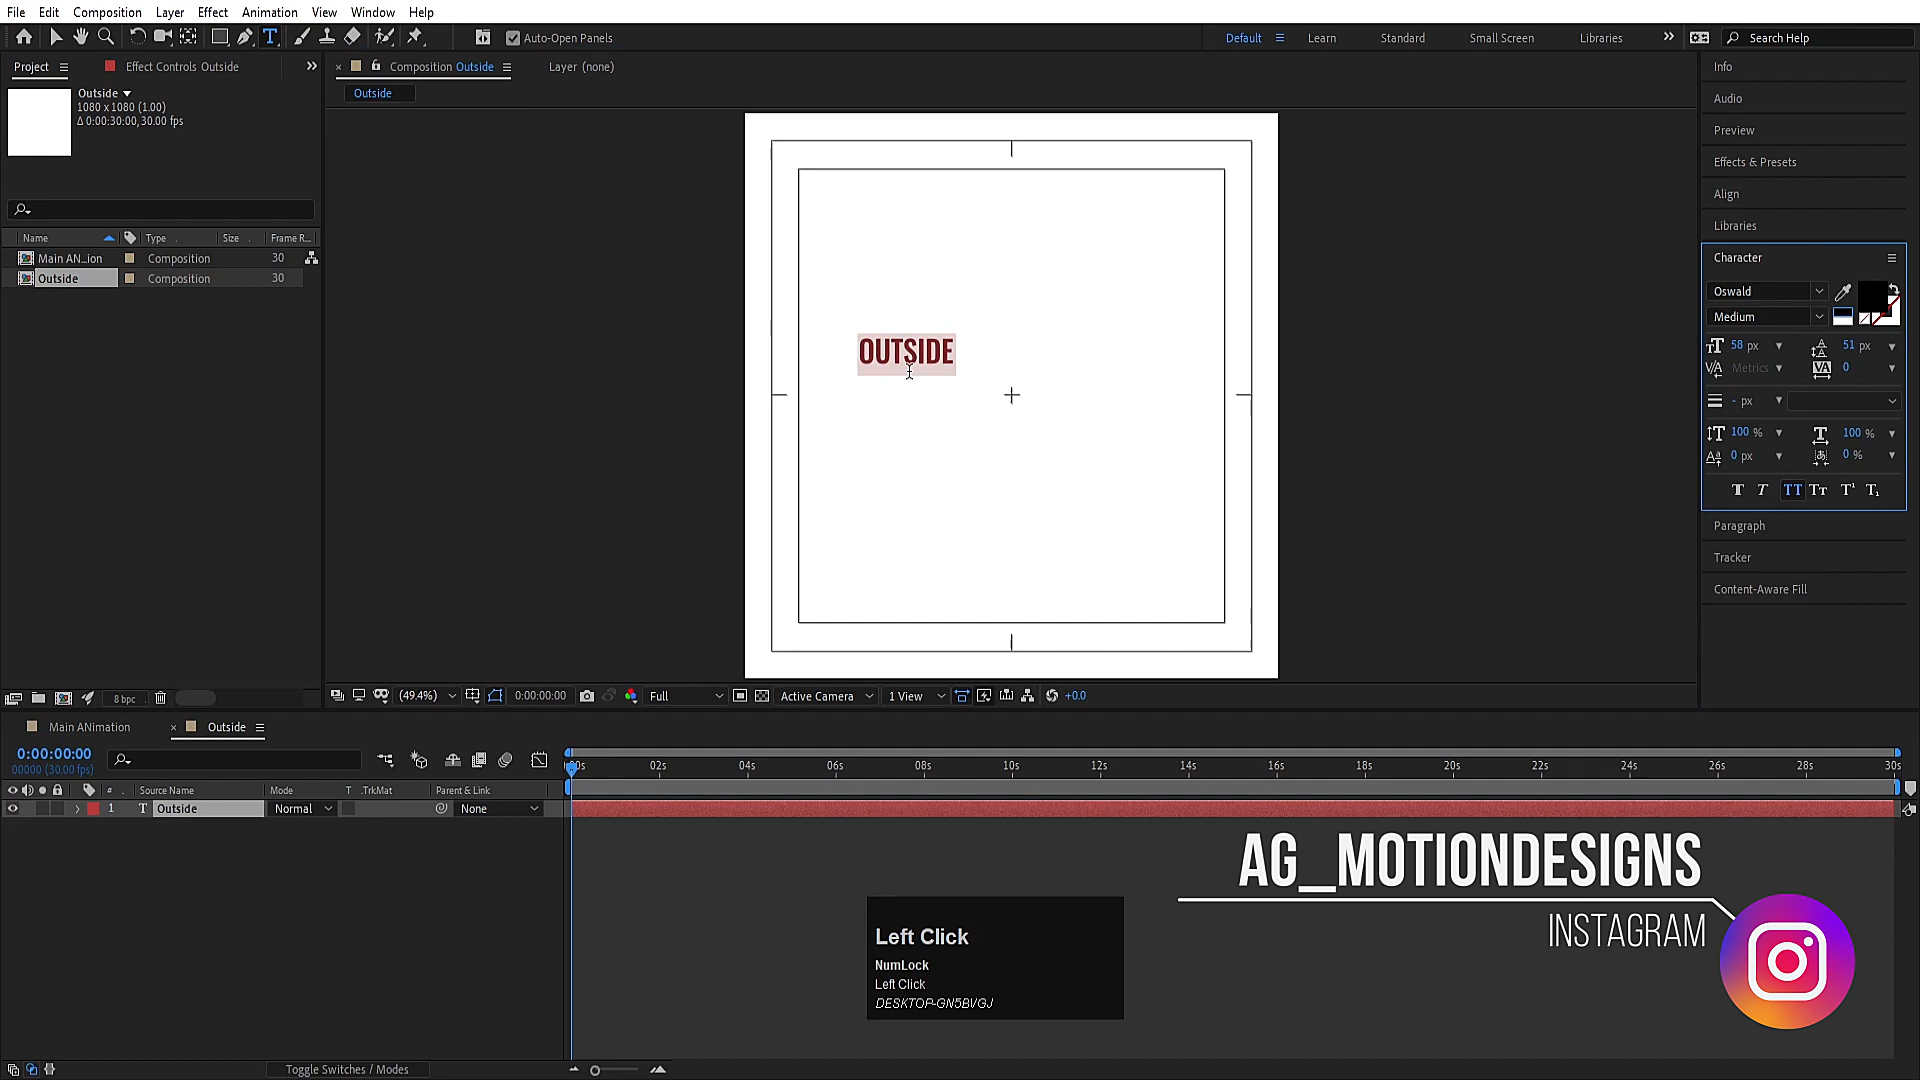 File Edit Composition Layer Effect Animation View Window Help
Auto-Open Panels
Default Learn Standard Small Screen Libraries Search Help
Project Effect Controls Outside
Composition Outside Layer (none)
Outside
Outside
1080 x 1080 (1.00)
Δ 0:00:30:00, 30.00 fps
Name Type Size Frame R...
Main AN...ion Composition 30
Outside Composition 30
OUTSIDE
Info
Audio
Preview
Effects & Presets
Align
Libraries
Character
Oswald
Medium
58 px 51 px
Metrics 0
- px
100 % 100 %
0 px 0 %
Paragraph
Tracker
Content-Aware Fill
8 bpc
(49.4%) 0:00:00:00 Full Active Camera 1 View +0.0
Main ANimation Outside
0:00:00:00
00000 (30.00 fps)
02s 04s 06s 08s 10s 12s 14s 16s 18s 20s 22s 24s 26s 28s 30s
# Source Name Mode T .TrkMat Parent & Link
1 T Outside Normal None
AG_MOTIONDESIGNS
INSTAGRAM
Left Click
NumLock
Left Click
DESKTOP-GN5BVGJ
Toggle Switches / Modes